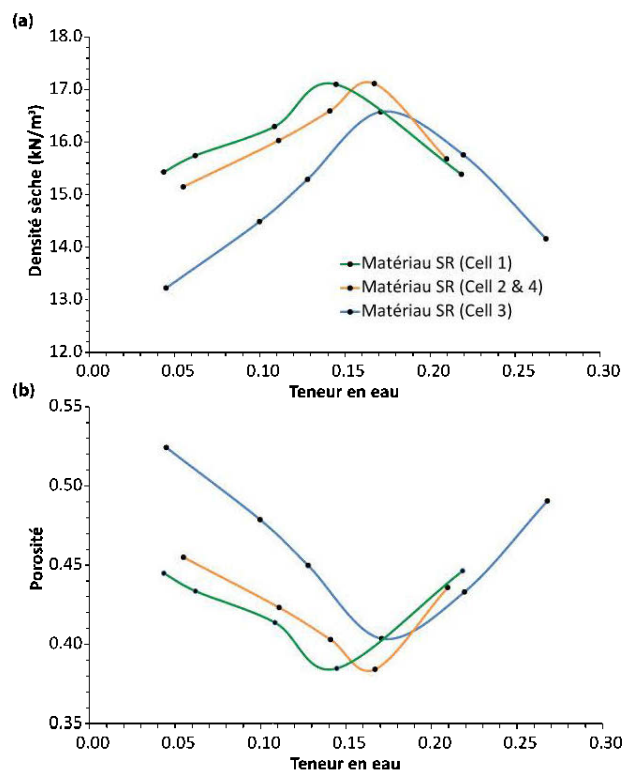 (a)
Densité sèche (kN/m³)
18.0
17.0
16.0
15.0
14.0
13.0
12.0
Matériau SR (Cell 1)
Matériau SR (Cell 2 & 4)
Matériau SR (Cell 3)
0.00 0.05 0.10 0.15 0.20 0.25 0.30
Teneur en eau
(b)
Porosité
0.55
0.50
0.45
0.40
0.35
0.00 0.05 0.10 0.15 0.20 0.25 0.30
Teneur en eau